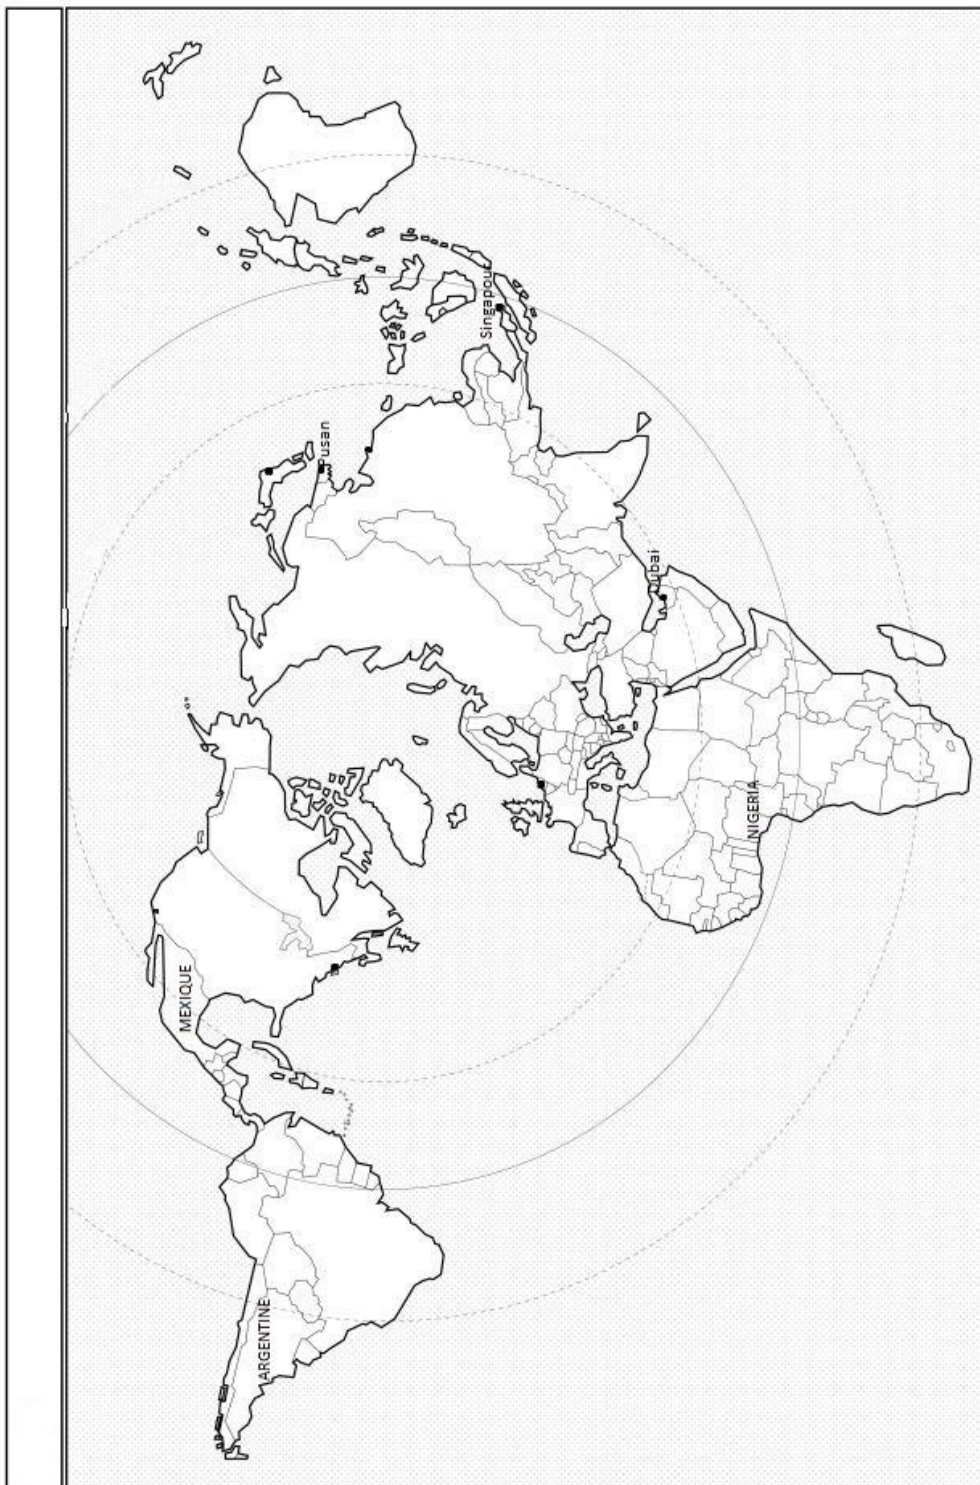 MEXIQUE
ARGENTINE
Pusan
Singapour
Dubai
NIGERIA